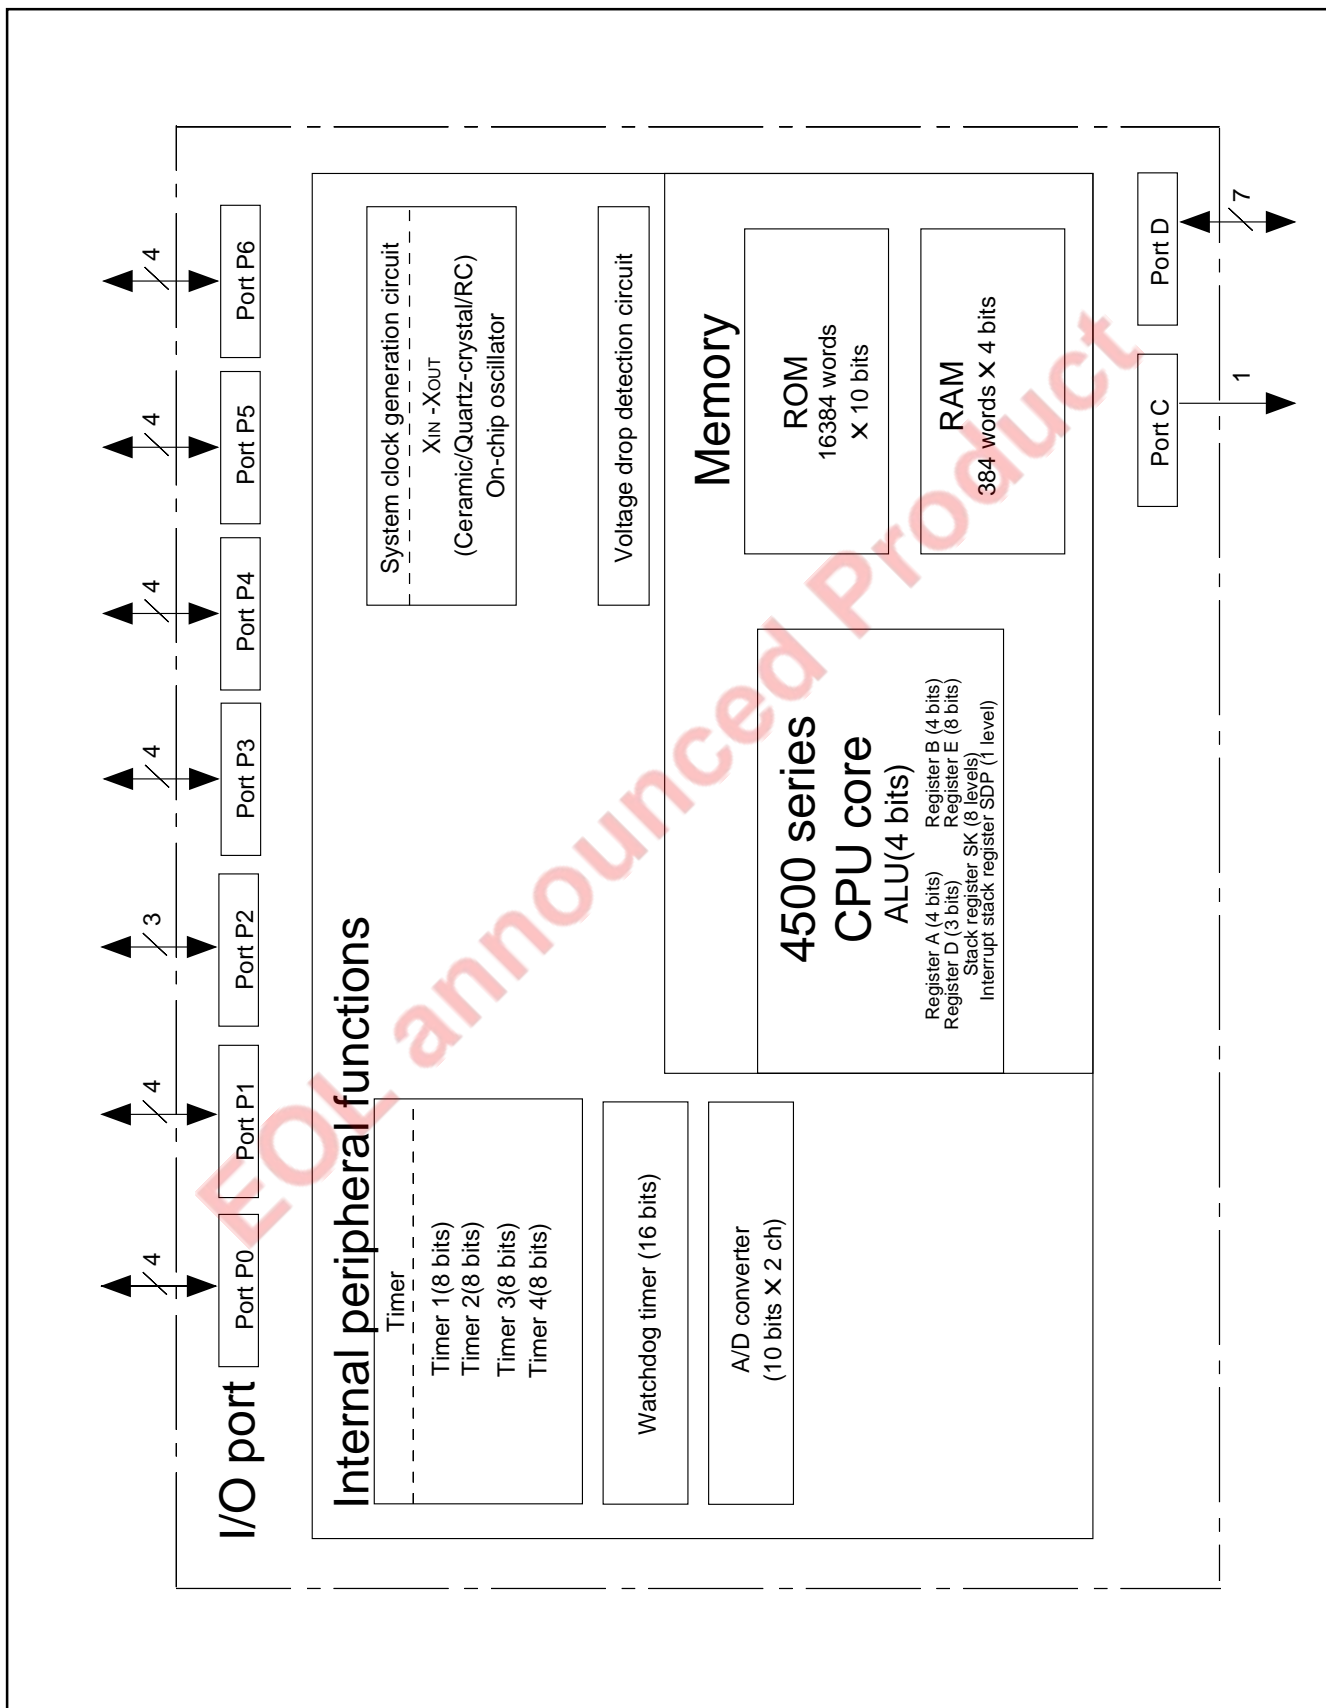 I/O port
4
4
3
4
4
4
4
Port P0
Port P1
Port P2
Port P3
Port P4
Port P5
Port P6
Internal peripheral functions
Timer
Timer 1(8 bits)
Timer 2(8 bits)
Timer 3(8 bits)
Timer 4(8 bits)
Watchdog timer (16 bits)
A/D converter
(10 bits ✕ 2 ch)
System clock generation circuit
XIN -XOUT
(Ceramic/Quartz-crystal/RC)
On-chip oscillator
Voltage drop detection circuit
4500 series
CPU core
ALU(4 bits)
Register A (4 bits) Register B (4 bits)
Register D (3 bits) Register E (8 bits)
Stack register SK (8 levels)
Interrupt stack register SDP (1 level)
Memory
ROM
16384 words
✕ 10 bits
RAM
384 words ✕ 4 bits
Port C
Port D
1
7
EOL announced Product